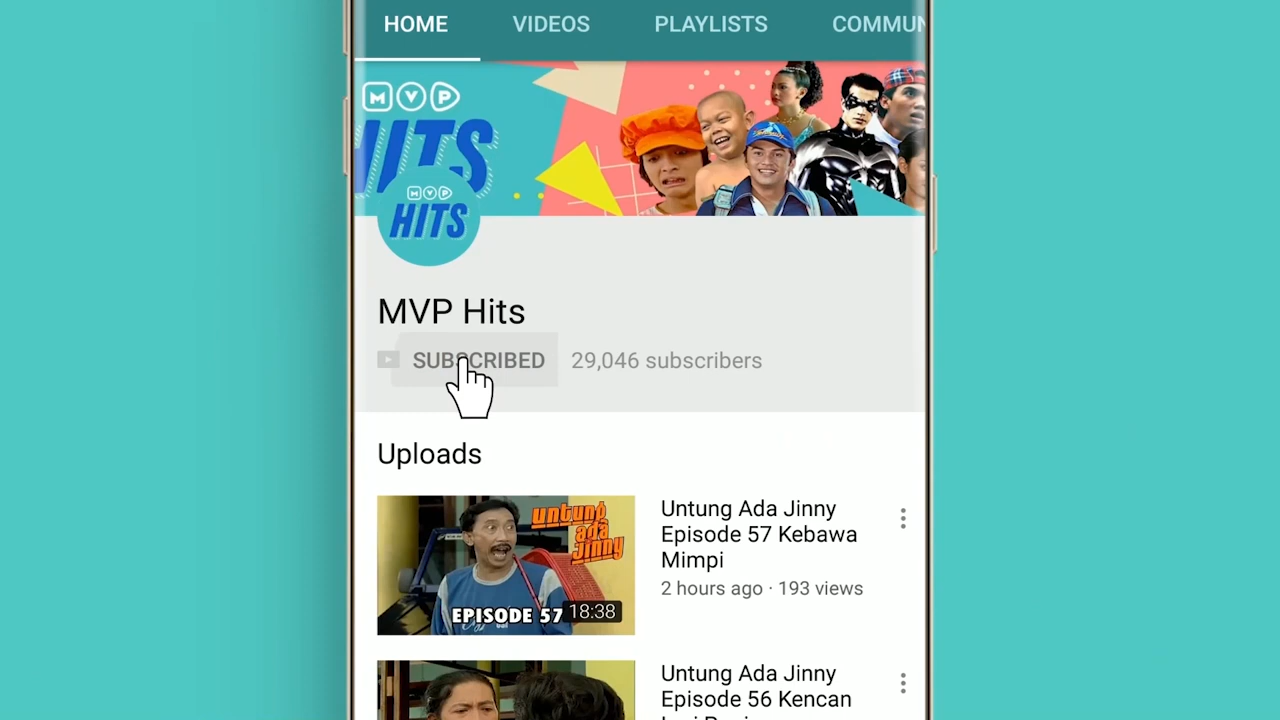 HOME VIDEOS PLAYLISTS COMMUN
MVP
HITS
MVP
HITS
MVP Hits
SUBSCRIBED 29,046 subscribers
Uploads
Untung Ada Jinny
Episode 57 Kebawa
Mimpi
2 hours ago · 193 views
untung
ada
jinny
EPISODE 57 18:38
Untung Ada Jinny
Episode 56 Kencan